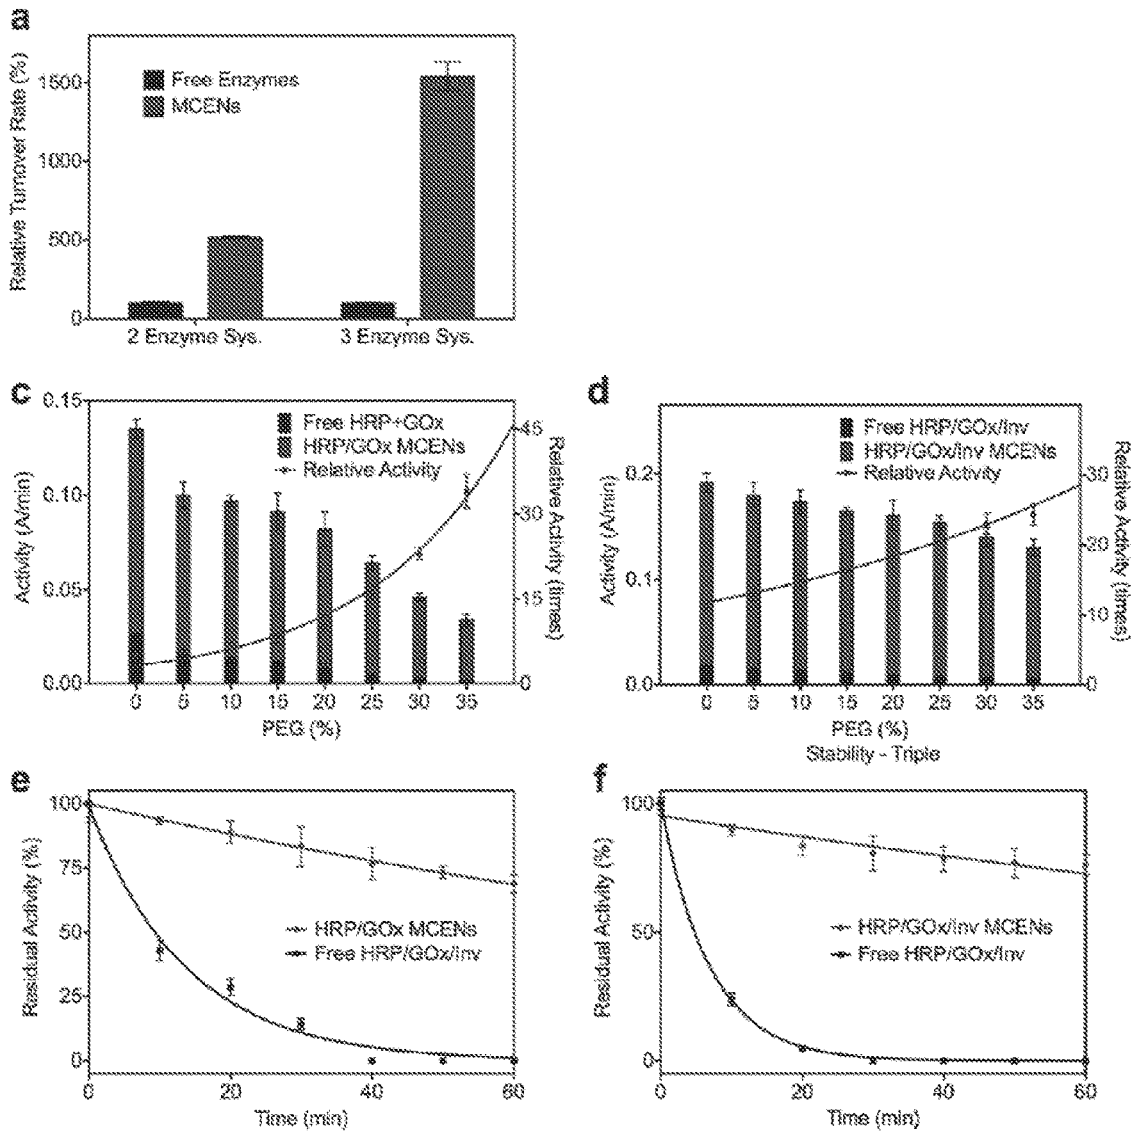 a
Relative Turnover Rate (%)
1500
1000
500
0
Free Enzymes
MCENs
2 Enzyme Sys.
3 Enzyme Sys.
c
Activity (A/min)
0.15
0.10
0.05
0.00
Free HRP+GOx
HRP/GOx MCENs
Relative Activity
45
30
15
0
Relative Activity (times)
0 5 10 15 20 25 30 35
PEG (%)
d
Activity (A/min)
0.2
0.1
0.0
Free HRP/GOx/Inv
HRP/GOx/Inv MCENs
Relative Activity
30
20
10
0
Relative Activity (times)
0 5 10 15 20 25 30 35
PEG (%)
Stability - Triple
e
Residual Activity (%)
100
75
50
25
0
HRP/GOx MCENs
Free HRP/GOx/Inv
0 20 40 60
Time (min)
f
Residual Activity (%)
100
50
0
HRP/GOx/Inv MCENs
Free HRP/GOx/Inv
0 20 40 60
Time (min)